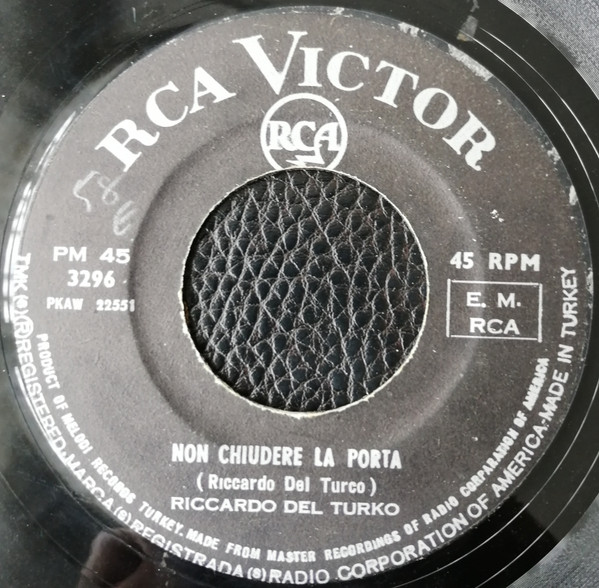 RCA VICTOR
RCA
PM 45
3296
PKAW 22551
45 RPM
E. M.
RCA
NON CHIUDERE LA PORTA
(Riccardo Del Turco)
RICCARDO DEL TURKO
PRODUCT OF MELODI RECORDS TURKEY. MADE FROM MASTER RECORDINGS OF RADIO CORPARATION OF AMERICA
TMK(S)(R)REGISTERED.MARCA(S)REGISTRADA(S)RADIO CORPORATION OF AMERICA-MADE IN TURKEY